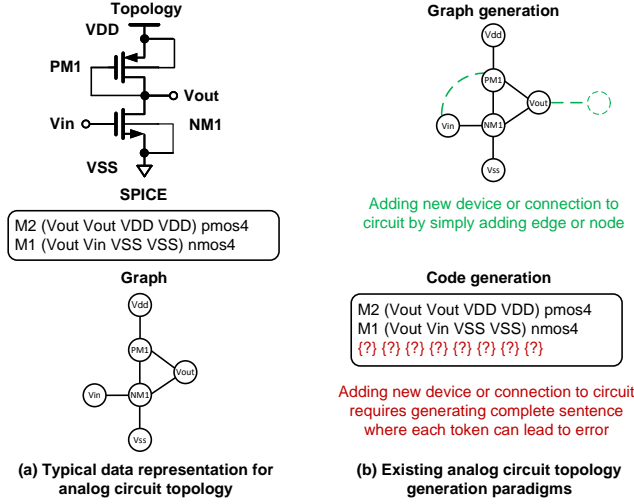 Topology
VDD
PM1
Vout
Vin
NM1
VSS
SPICE
M2 (Vout Vout VDD VDD) pmos4
M1 (Vout Vin VSS VSS) nmos4
Graph
Vdd
PM1
Vout
Vin
NM1
Vss
(a) Typical data representation for
analog circuit topology
Graph generation
Vdd
PM1
Vout
Vin
NM1
Vss
Adding new device or connection to
circuit by simply adding edge or node
Code generation
M2 (Vout Vout VDD VDD) pmos4
M1 (Vout Vin VSS VSS) nmos4
{?} {?} {?} {?} {?} {?} {?} {?}
Adding new device or connection to circuit
requires generating complete sentence
where each token can lead to error
(b) Existing analog circuit topology
generation paradigms